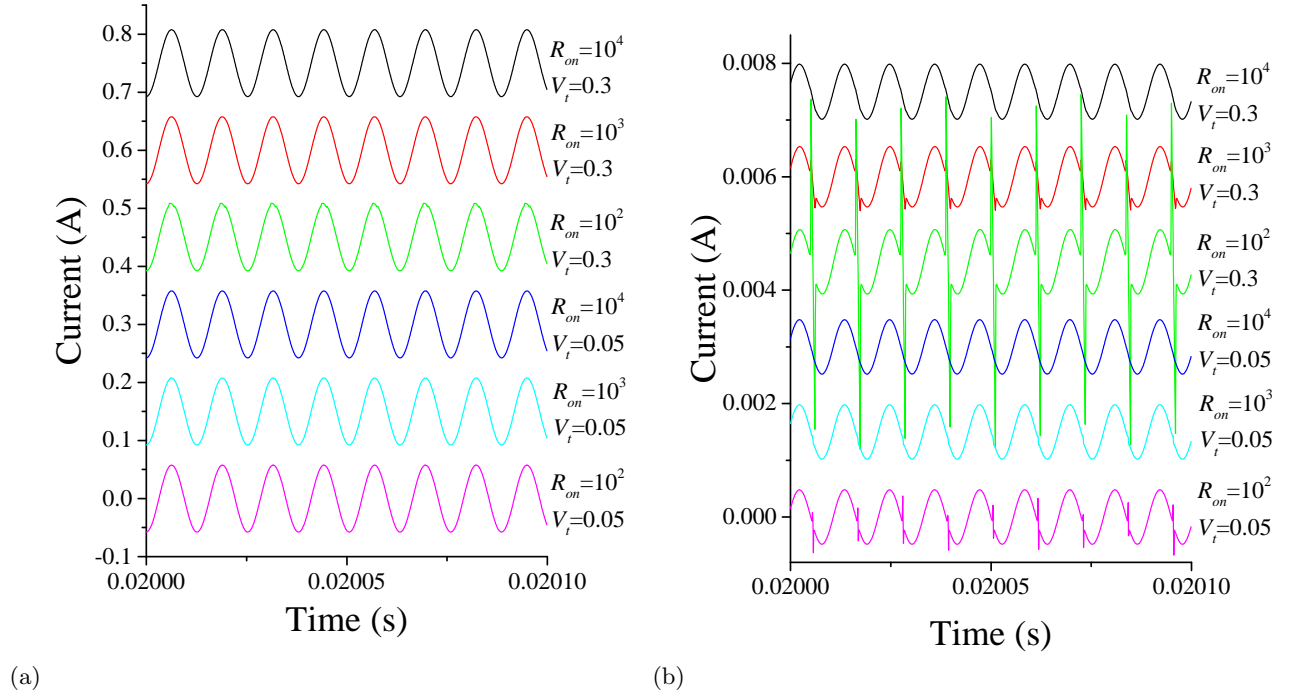 0.8
0.7
0.6
0.5
0.4
0.3
0.2
0.1
0.0
-0.1
Current (A)
R_on=10^4
V_t=0.3
R_on=10^3
V_t=0.3
R_on=10^2
V_t=0.3
R_on=10^4
V_t=0.05
R_on=10^3
V_t=0.05
R_on=10^2
V_t=0.05
0.02000
0.02005
0.02010
Time (s)
(a)
0.008
0.006
0.004
0.002
0.000
Current (A)
R_on=10^4
V_t=0.3
R_on=10^3
V_t=0.3
R_on=10^2
V_t=0.3
R_on=10^4
V_t=0.05
R_on=10^3
V_t=0.05
R_on=10^2
V_t=0.05
0.02000
0.02005
0.02010
Time (s)
(b)